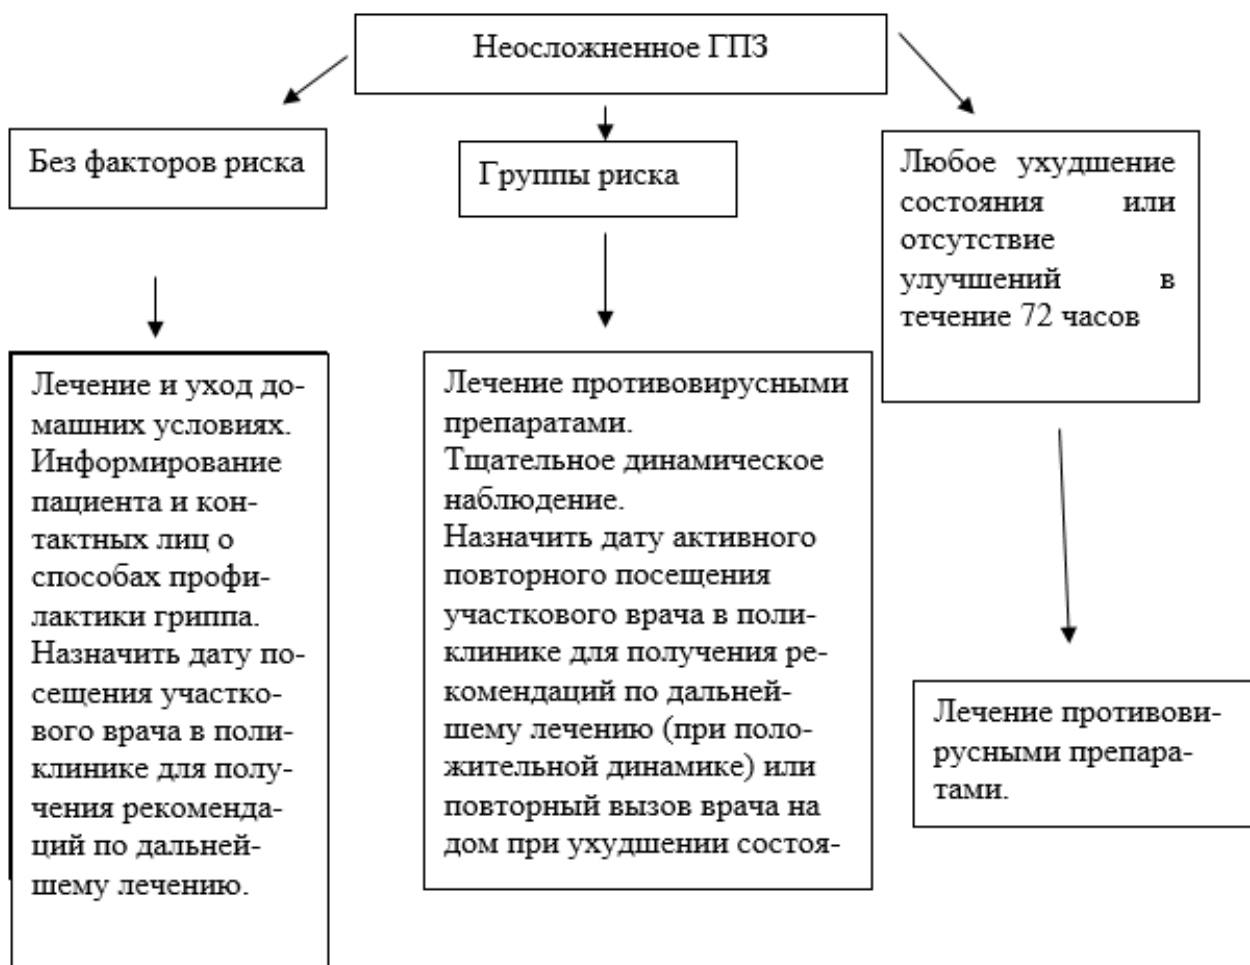 Неосложненное ГПЗ
Без факторов риска
Группы риска
Любое ухудшение
состояния или
отсутствие
улучшений в
течение 72 часов
Лечение и уход до-
машних условиях.
Информирование
пациента и кон-
тактных лиц о
способах профи-
лактики гриппа.
Назначить дату по-
сещения участко-
вого врача в поли-
клинике для полу-
чения рекоменда-
ций по дальней-
шему лечению.
Лечение противовирусными
препаратами.
Тщательное динамическое
наблюдение.
Назначить дату активного
повторного посещения
участкового врача в поли-
клинике для получения ре-
комендаций по дальней-
шему лечению (при поло-
жительной динамике) или
повторный вызов врача на
дом при ухудшении состоя-
Лечение противови-
русными препара-
тами.